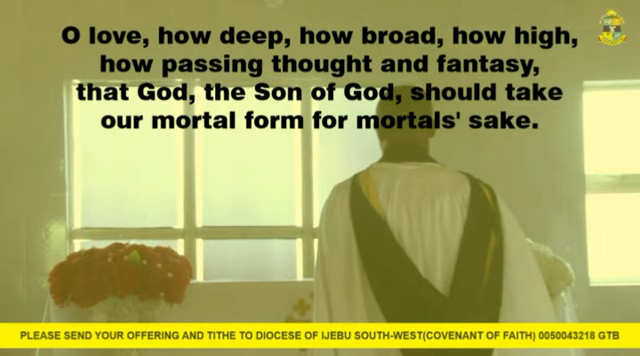 O love, how deep, how broad, how high,
how passing thought and fantasy,
that God, the Son of God, should take
our mortal form for mortals' sake.
PLEASE SEND YOUR OFFERING AND TITHE TO DIOCESE OF IJEBU SOUTH-WEST(COVENANT OF FAITH) 0050043218 GTB